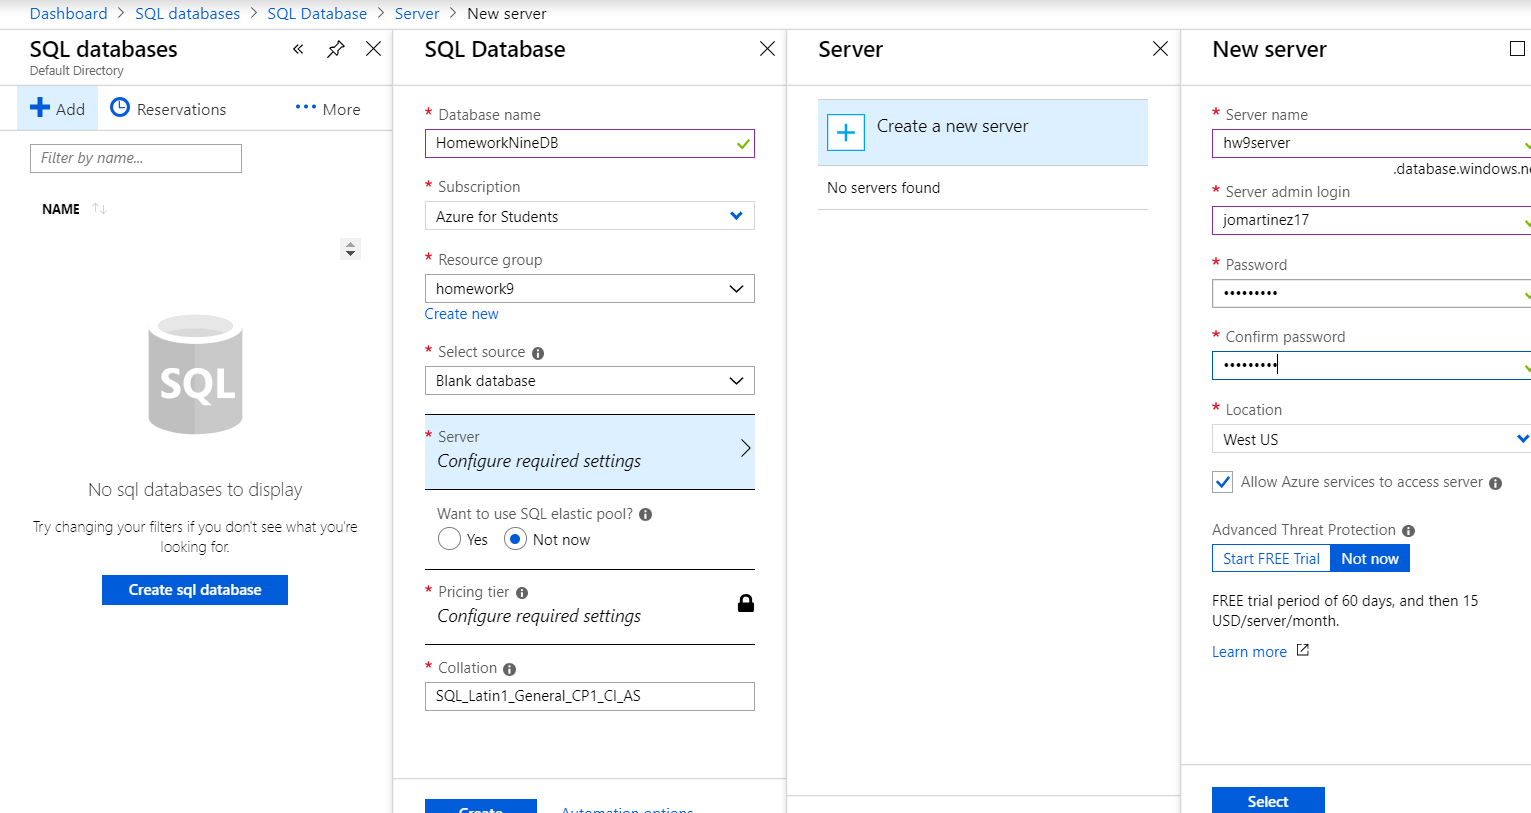 Dashboard > SQL databases > SQL Database > Server > New server
SQL databases
Default Directory
Add
Reservations
More
Filter by name...
NAME
SQL
No sql databases to display
Try changing your filters if you don't see what you're
looking for.
Create sql database
SQL Database
* Database name
HomeworkNineDB
* Subscription
Azure for Students
* Resource group
homework9
Create new
* Select source
Blank database
* Server
Configure required settings
Want to use SQL elastic pool?
Yes
Not now
* Pricing tier
Configure required settings
* Collation
SQL_Latin1_General_CP1_CI_AS
Create
Automation options
Server
Create a new server
No servers found
New server
* Server name
hw9server
.database.windows.ne
* Server admin login
jomartinez17
* Password
•••••••••
* Confirm password
•••••••••
* Location
West US
Allow Azure services to access server
Advanced Threat Protection
Start FREE Trial
Not now
FREE trial period of 60 days, and then 15
USD/server/month.
Learn more
Select